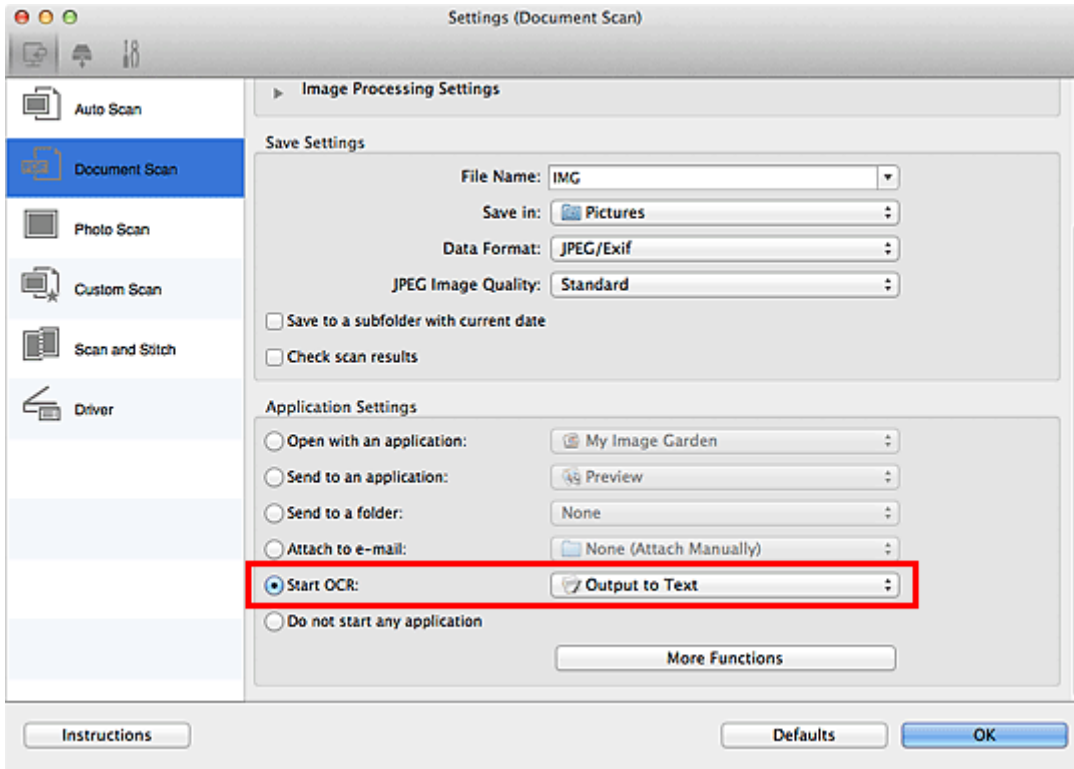 Settings (Document Scan)
Auto Scan
Document Scan
Photo Scan
Custom Scan
Scan and Stitch
Driver
Image Processing Settings
Save Settings
File Name: IMG
Save in: Pictures
Data Format: JPEG/Exif
JPEG Image Quality: Standard
Save to a subfolder with current date
Check scan results
Application Settings
Open with an application: My Image Garden
Send to an application: Preview
Send to a folder: None
Attach to e-mail: None (Attach Manually)
Start OCR: Output to Text
Do not start any application
More Functions
Instructions Defaults OK